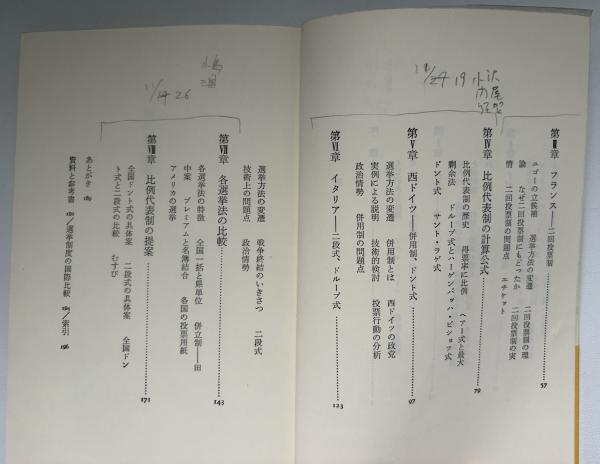 第Ⅲ章 フランス――二回投票制……57
ユゴーの立候補 選挙方法の変遷 二回投票制の理
論 なぜ二回投票制にもどったか 二回投票制の実
情 二回投票制の問題点 エチケット
第Ⅳ章 比例代表制の計算公式……79
比例代表制の歴史 得票率に比例 ヘアー式と最大
剰余法 ドループ式とハーゲンバッハ・ビショッフ式
ドント式 サント・ラゲ式
第Ⅴ章 西ドイツ――併用制、ドント式……97
選挙方法の変遷 併用制とは 西ドイツの政党
実例による説明 技術的検討 投票行動の分析
政治情勢 併用制の問題点
第Ⅵ章 イタリア――二段式、ドループ式……123
選挙方法の変遷 戦争終結のいきさつ 二段式
技術上の問題点 政治情勢
第Ⅶ章 各選挙法の比較……143
各選挙法の特徴 全国一括と県単位 併立制――田
中案 プレミアムと名簿結合 各国の投票用紙
アメリカの選挙
第Ⅷ章 比例代表制の提案……171
全国ドント式の具体案 二段式の具体案 全国ドン
ト式と二段式の比較 むすび
あとがき
資料と参考書 /選挙制度の国際比較 /索引
19
26